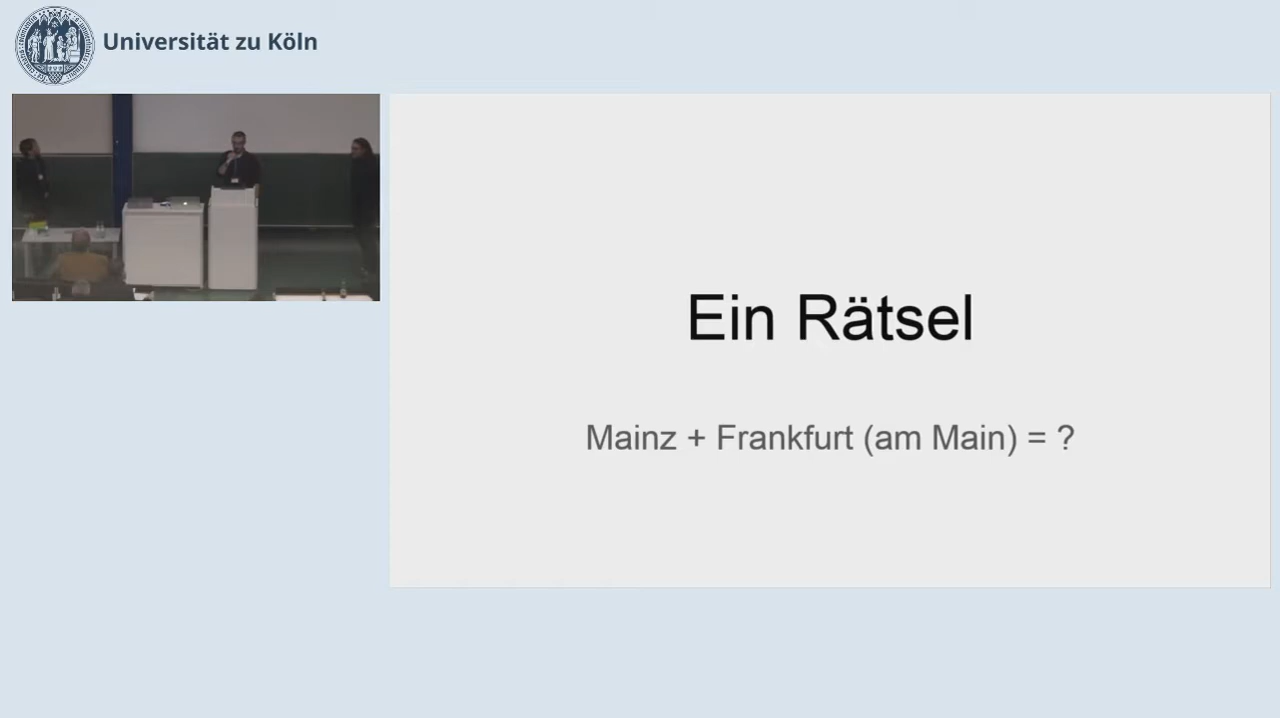 Universität zu Köln
Ein Rätsel
Mainz + Frankfurt (am Main) = ?